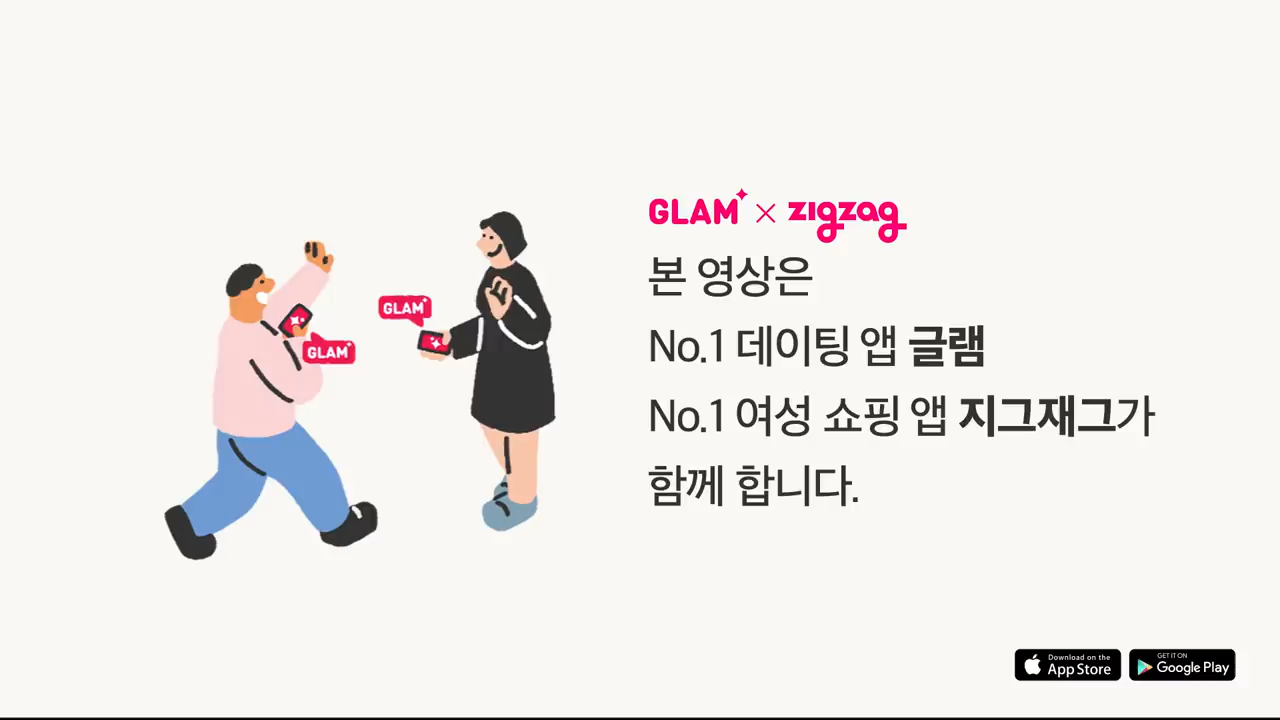 GLAM
GLAM
GLAM × zigzag
본 영상은
No.1 데이팅 앱 글램
No.1 여성 쇼핑 앱 지그재그가
함께 합니다.
Download on the
App Store
GET IT ON
Google Play